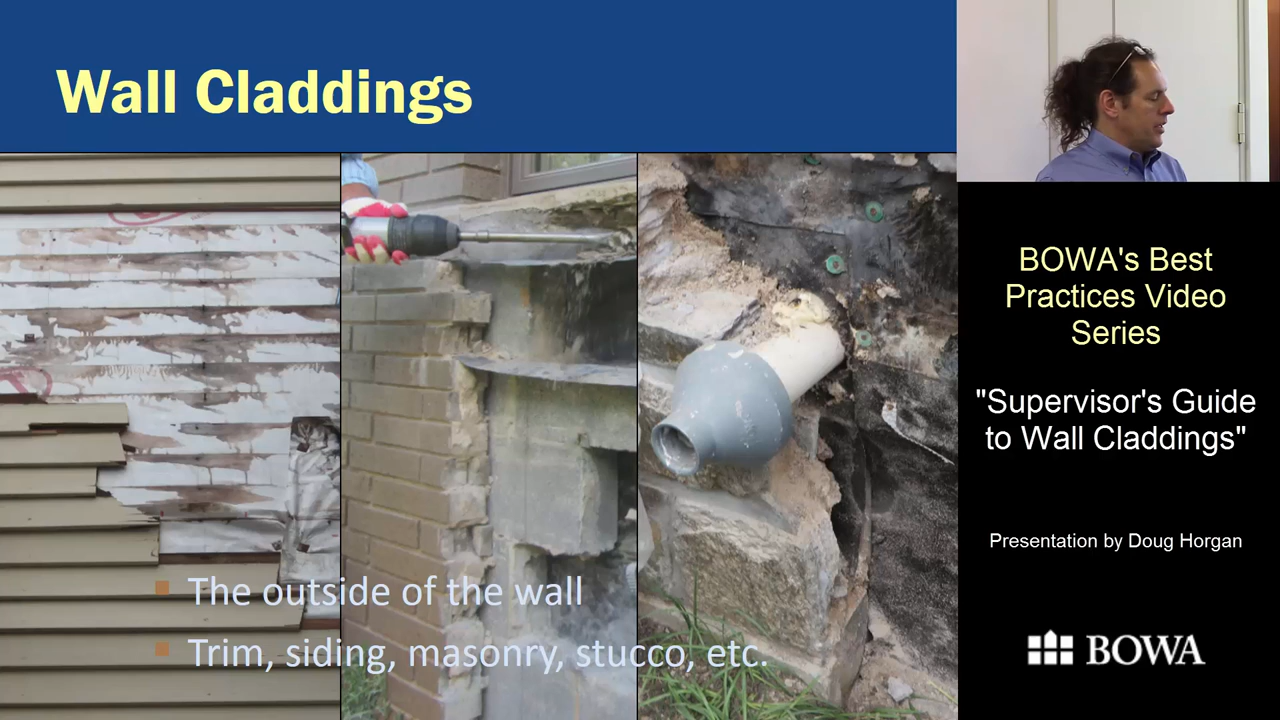 Wall Claddings
The outside of the wall
Trim, siding, masonry, stucco, etc.
BOWA's Best
Practices Video
Series
"Supervisor's Guide
to Wall Claddings"
Presentation by Doug Horgan
BOWA